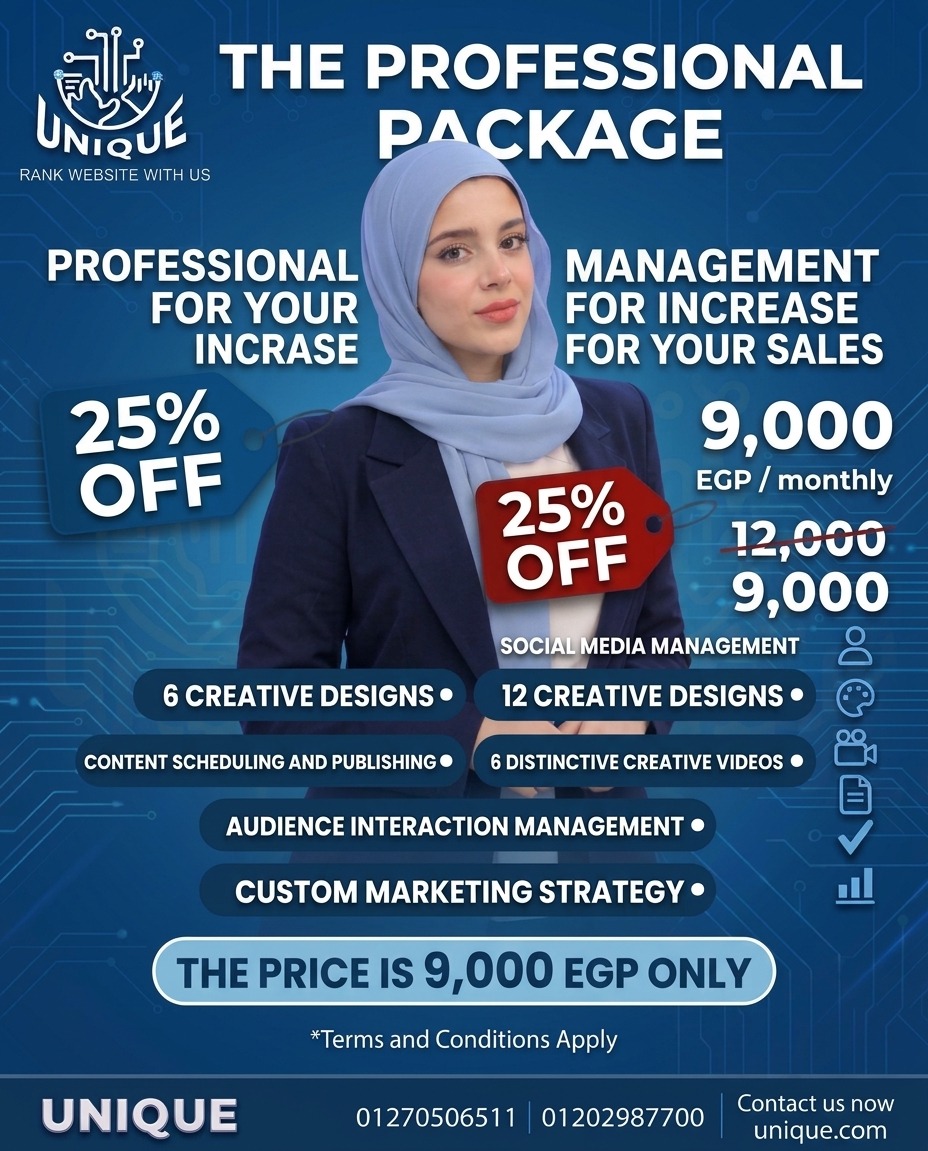 UNIQUE
RANK WEBSITE WITH US
THE PROFESSIONAL
PACKAGE
PROFESSIONAL
FOR YOUR
INCRASE
MANAGEMENT
FOR INCREASE
FOR YOUR SALES
25%
OFF
9,000
EGP / monthly
25%
OFF
12,000
9,000
SOCIAL MEDIA MANAGEMENT
6 CREATIVE DESIGNS •
12 CREATIVE DESIGNS •
CONTENT SCHEDULING AND PUBLISHING •
6 DISTINCTIVE CREATIVE VIDEOS •
AUDIENCE INTERACTION MANAGEMENT •
CUSTOM MARKETING STRATEGY •
THE PRICE IS 9,000 EGP ONLY
*Terms and Conditions Apply
UNIQUE
01270506511 | 01202987700
Contact us now
unique.com